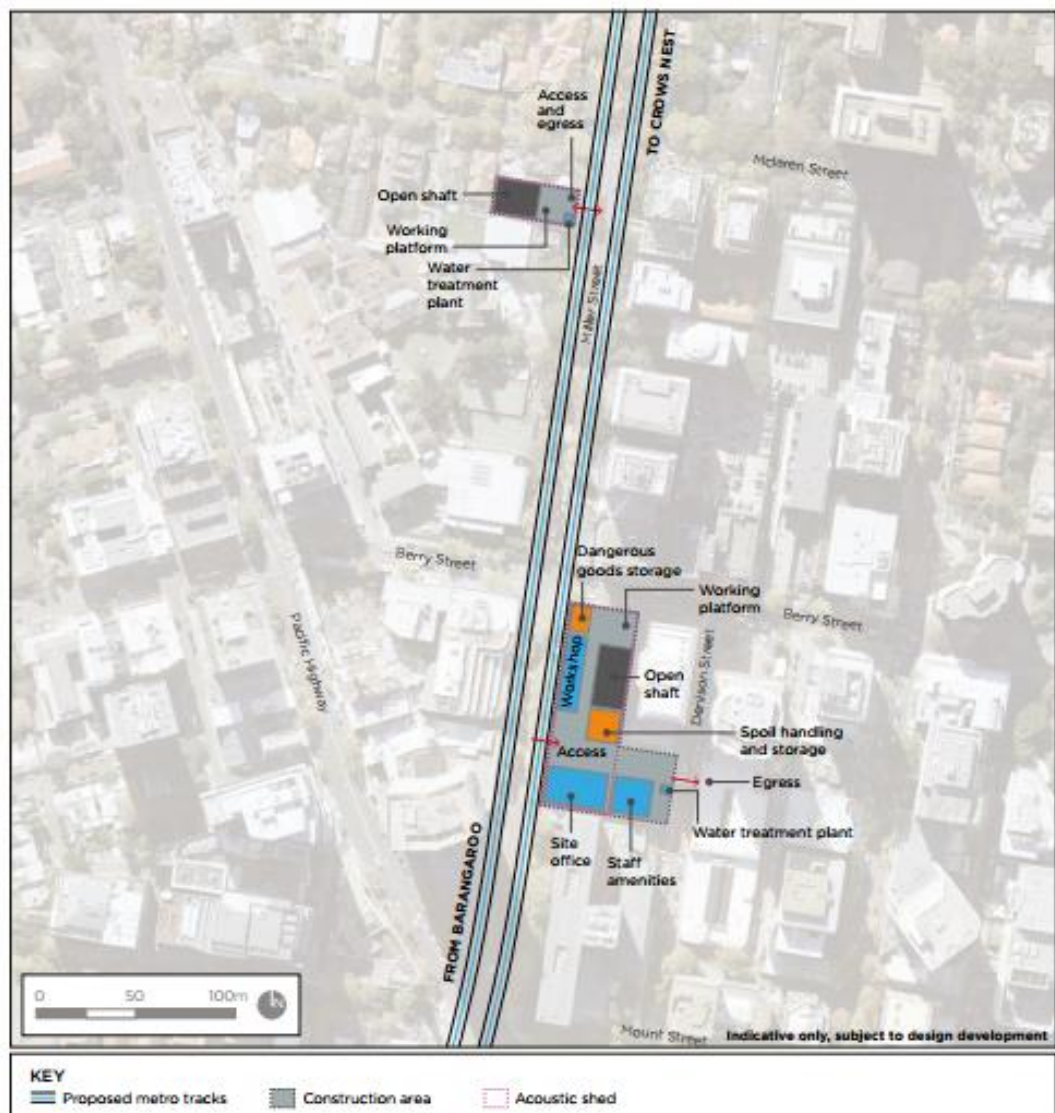 TO CROWS NEST
Access
and
egress
Mclaren Street
Open shaft
Working
platform
Water
treatment
plant
Miller Street
Dangerous
goods storage
Berry Street
Working
platform
Berry Street
Pacific Highway
Workshop
Open
shaft
Denison Street
Spoil handling
and storage
Access
Egress
Water treatment plant
Site
office
Staff
amenities
FROM BARANGAROO
0 50 100m
N
Mount Street
Indicative only, subject to design development
KEY
Proposed metro tracks
Construction area
Acoustic shed